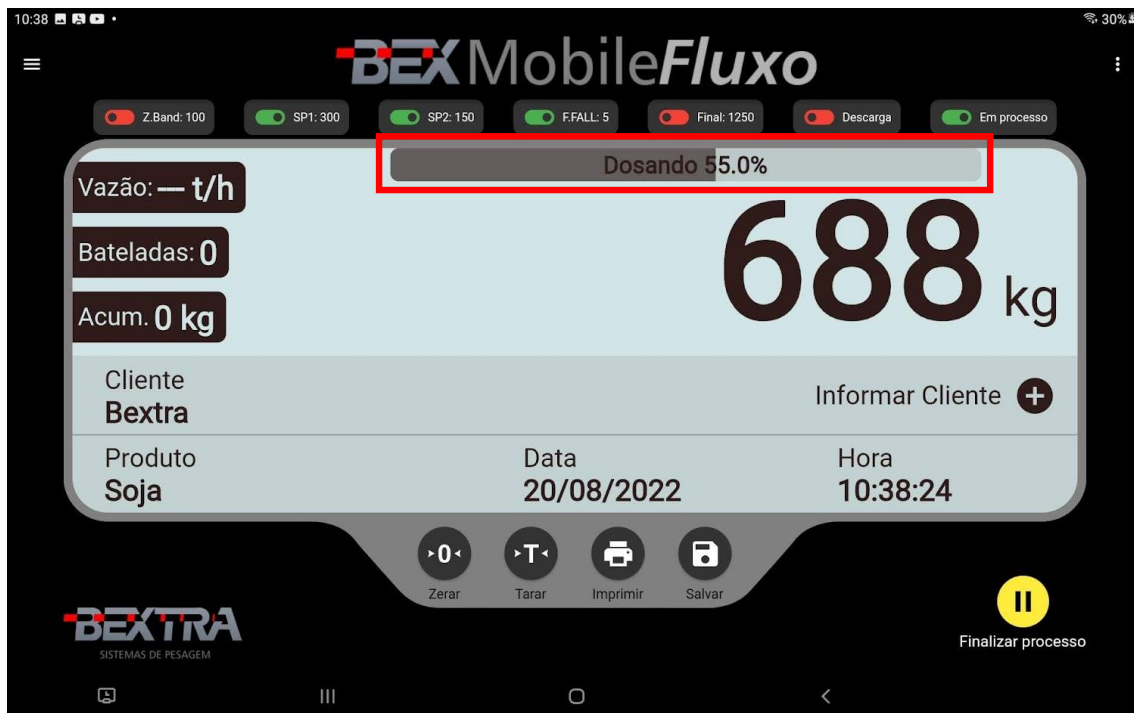 10:38
30%
BEX MobileFluxo
Z.Band: 100
SP1: 300
SP2: 150
F.FALL: 5
Final: 1250
Descarga
Em processo
Dosando 55.0%
Vazão: --- t/h
688 kg
Bateladas: 0
Acum. 0 kg
Cliente
Bextra
Informar Cliente
Produto
Soja
Data
20/08/2022
Hora
10:38:24
0
T
Zerar
Tarar
Imprimir
Salvar
BEXTRA
SISTEMAS DE PESAGEM
Finalizar processo